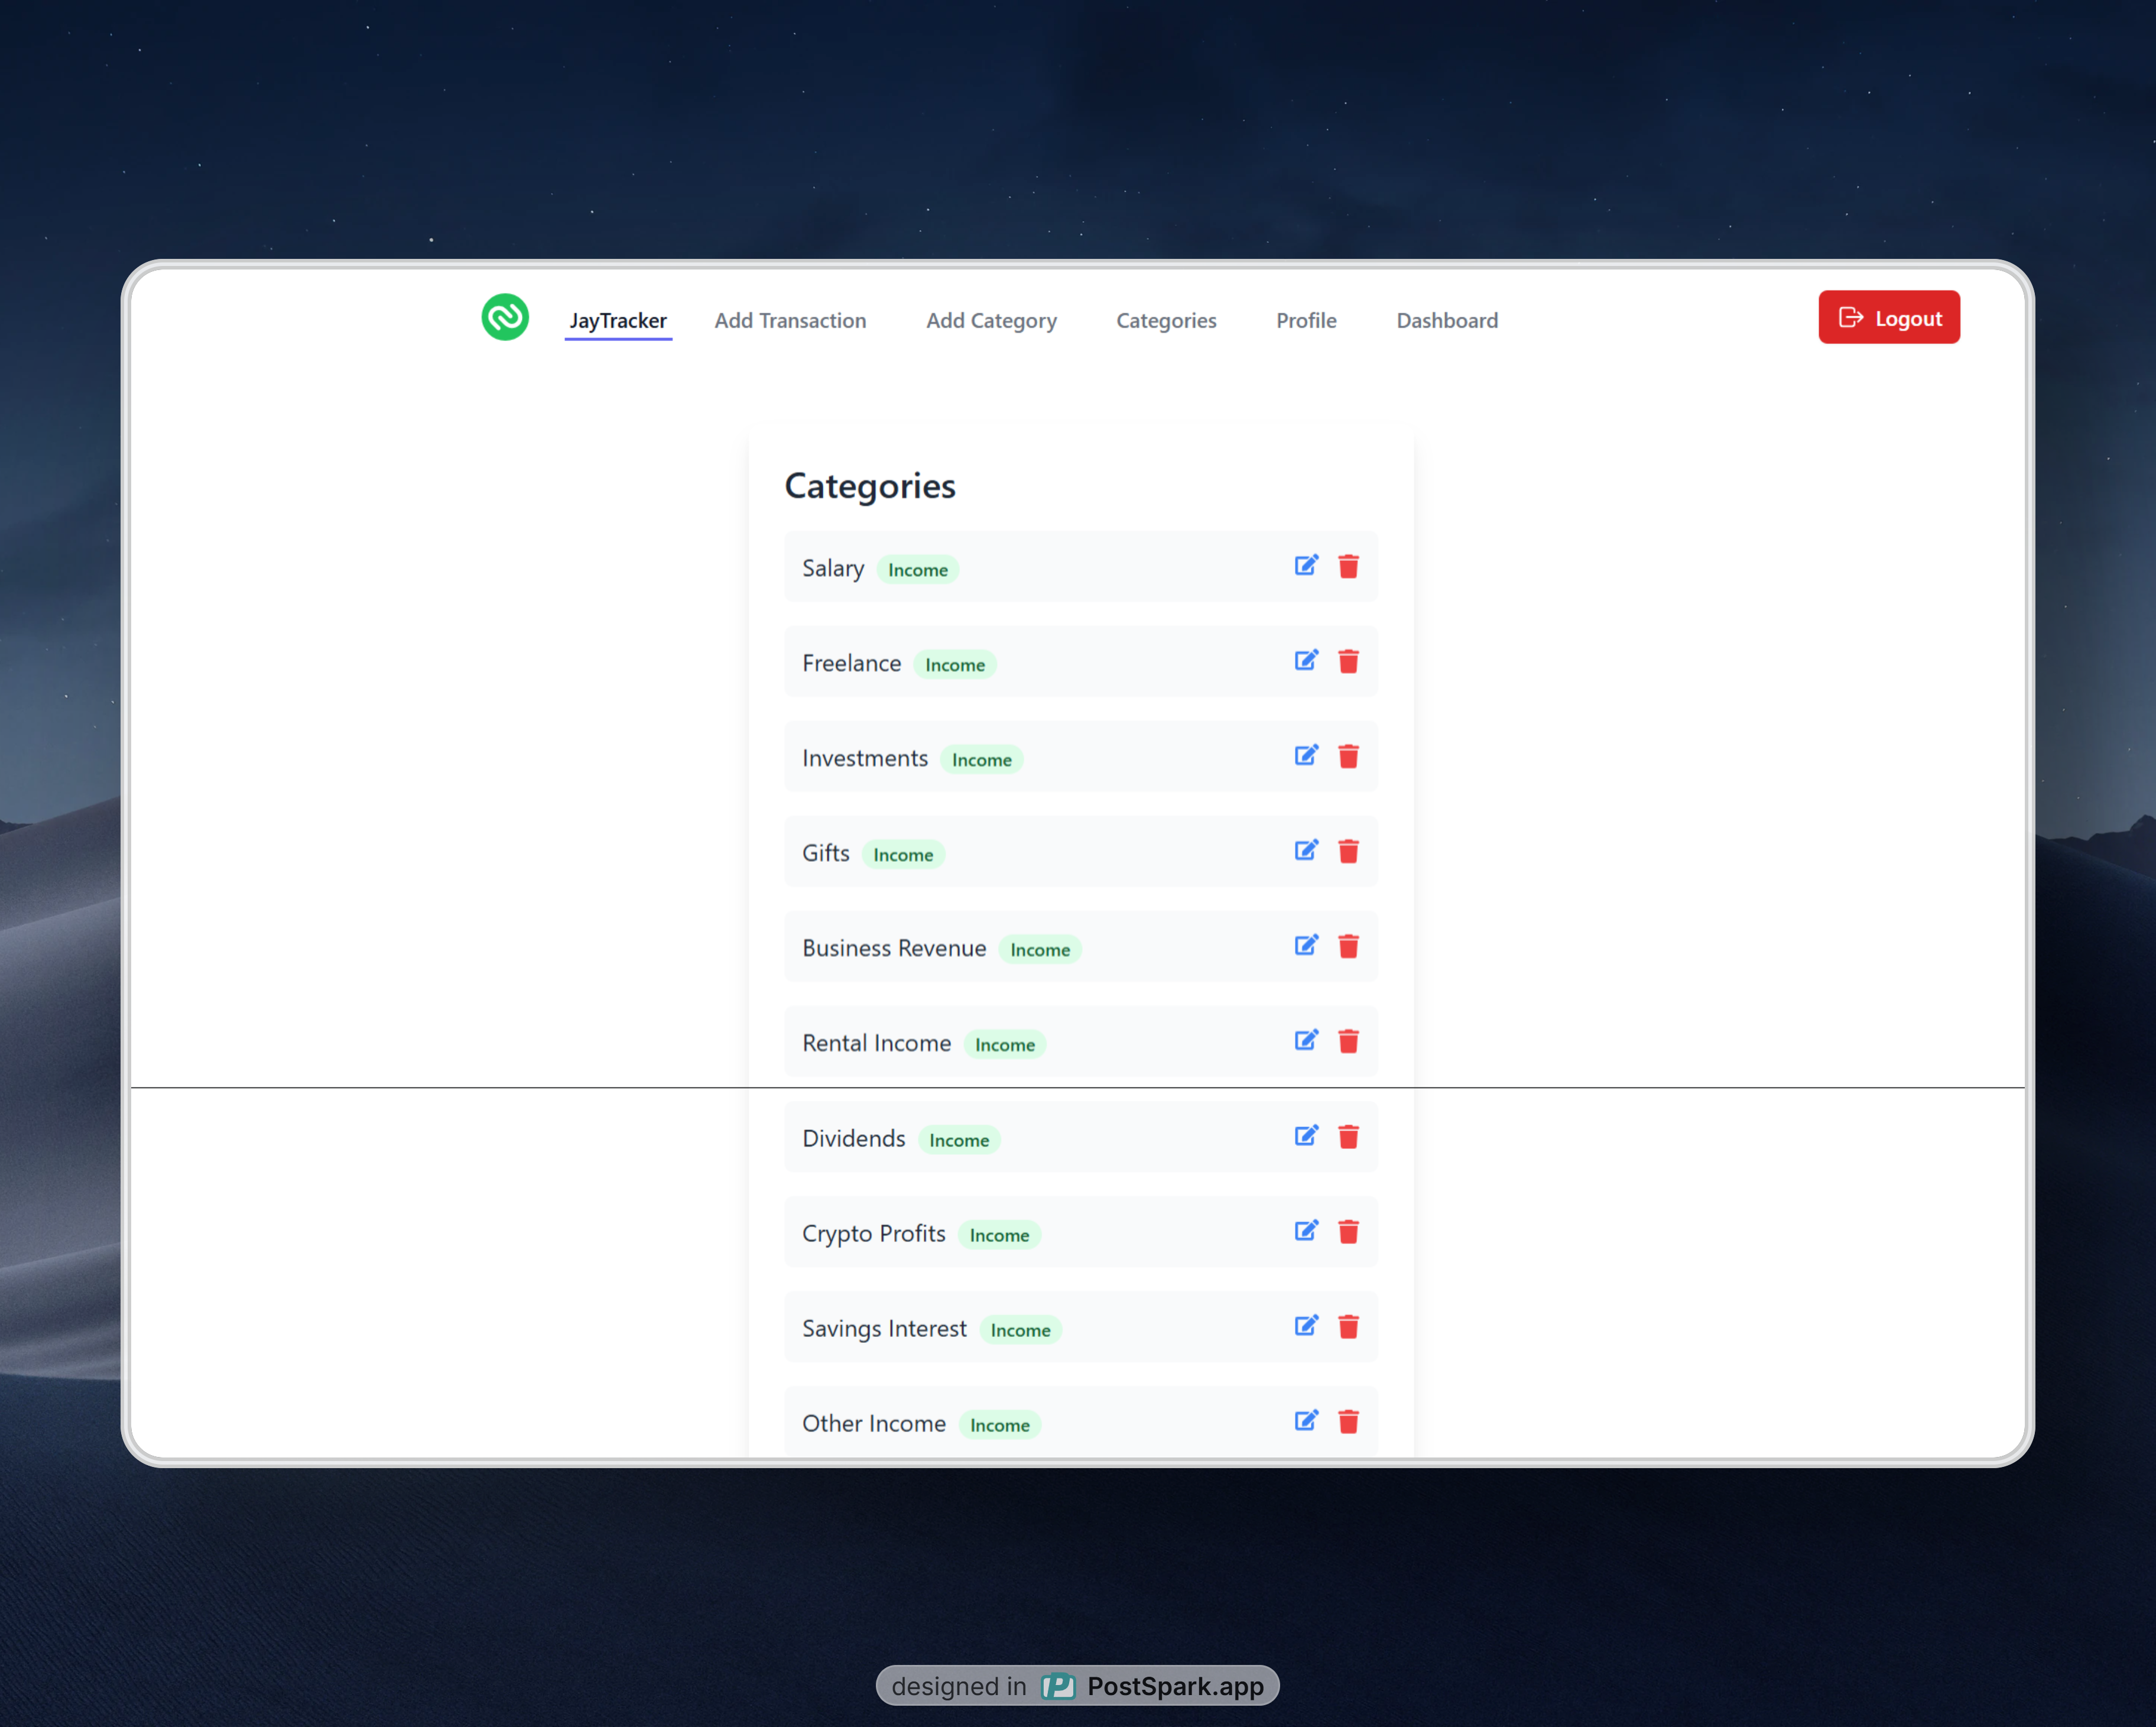 JayTracker Add Transaction Add Category Categories Profile Dashboard Logout
Categories
Salary Income
Freelance Income
Investments Income
Gifts Income
Business Revenue Income
Rental Income Income
Dividends Income
Crypto Profits Income
Savings Interest Income
Other Income Income
designed in P PostSpark.app